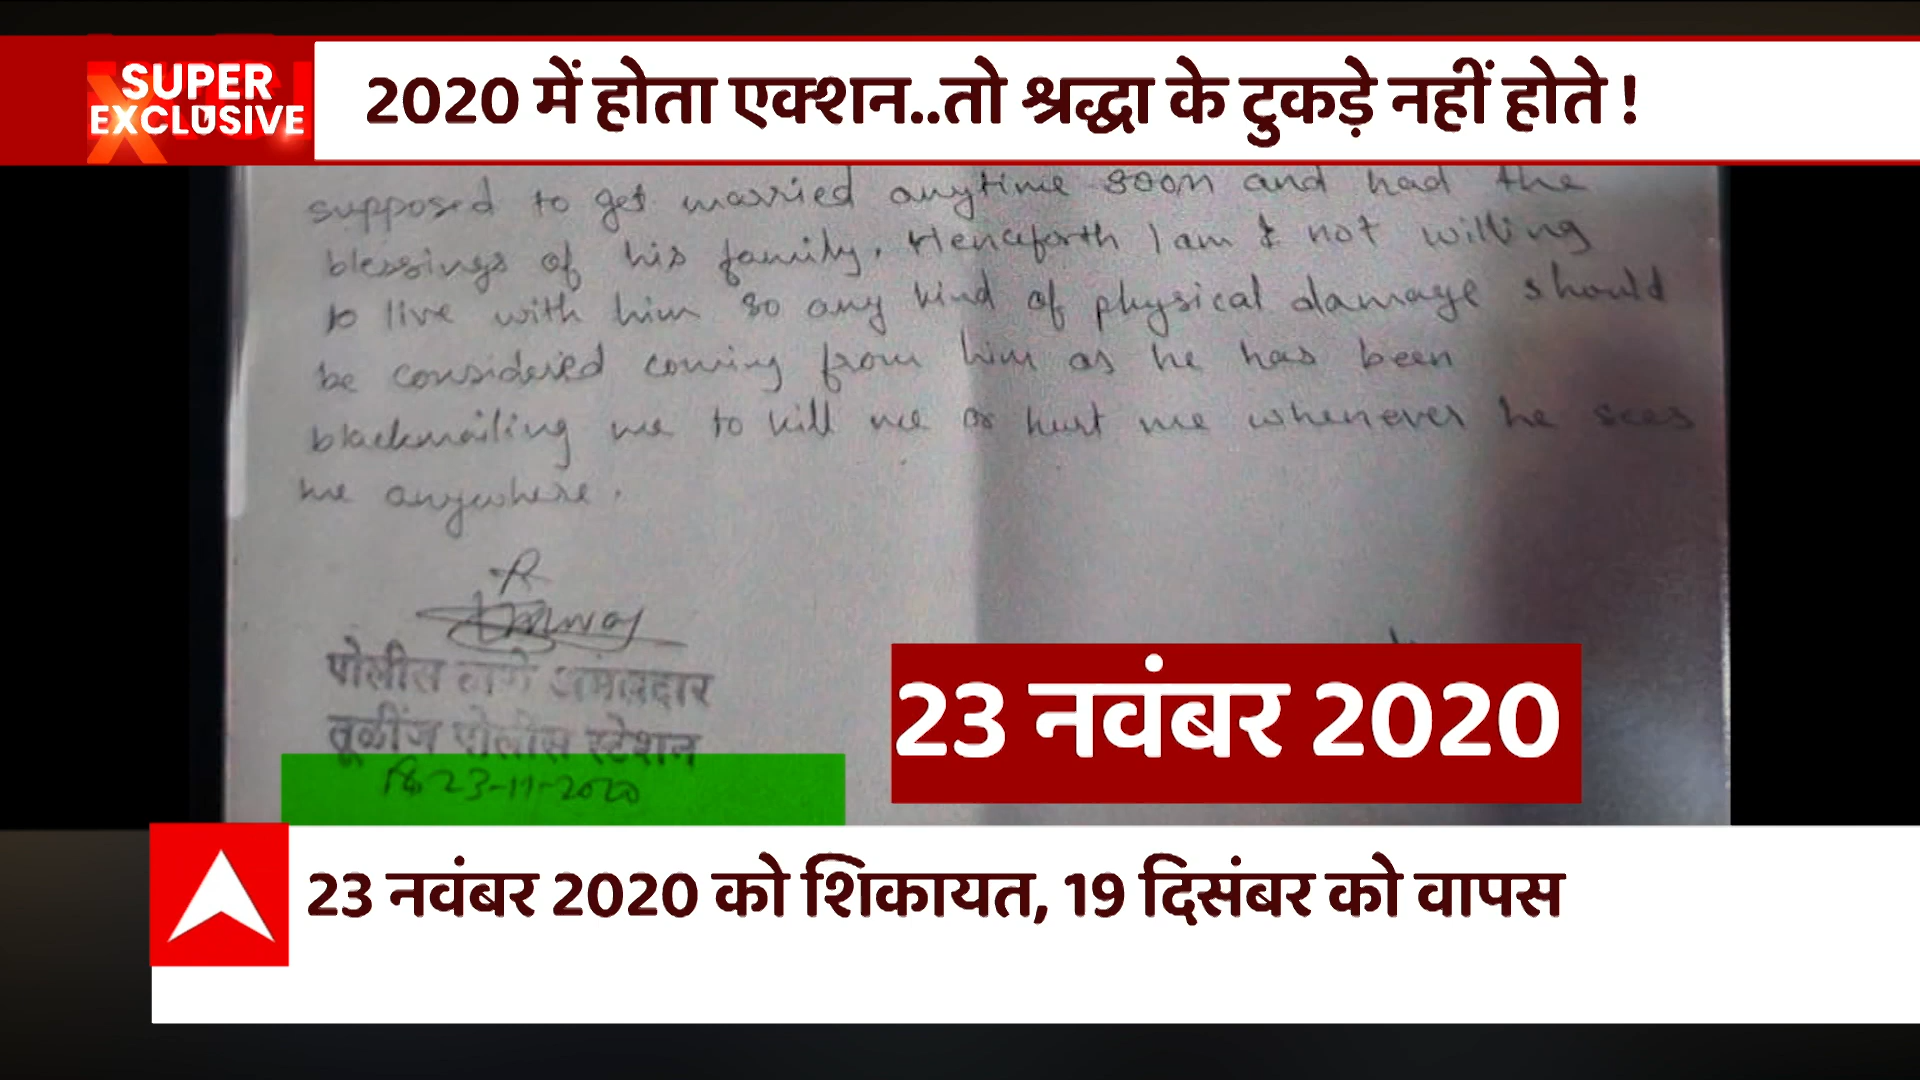 SUPER
EXCLUSIVE
2020 में होता एक्शन..तो श्रद्धा के टुकड़े नहीं होते !
supposed to get married anytime soon and had the
blessings of his family. Henceforth I am not willing
to live with him so any kind of physical damage should
be considered coming from him as he has been
blackmailing me to kill me or hurt me whenever he sees
me anywhere.
पोलीस ठाणे अंमलदार
तूळींज पोलीस स्टेशन
23-11-2020
23 नवंबर 2020
23 नवंबर 2020 को शिकायत, 19 दिसंबर को वापस